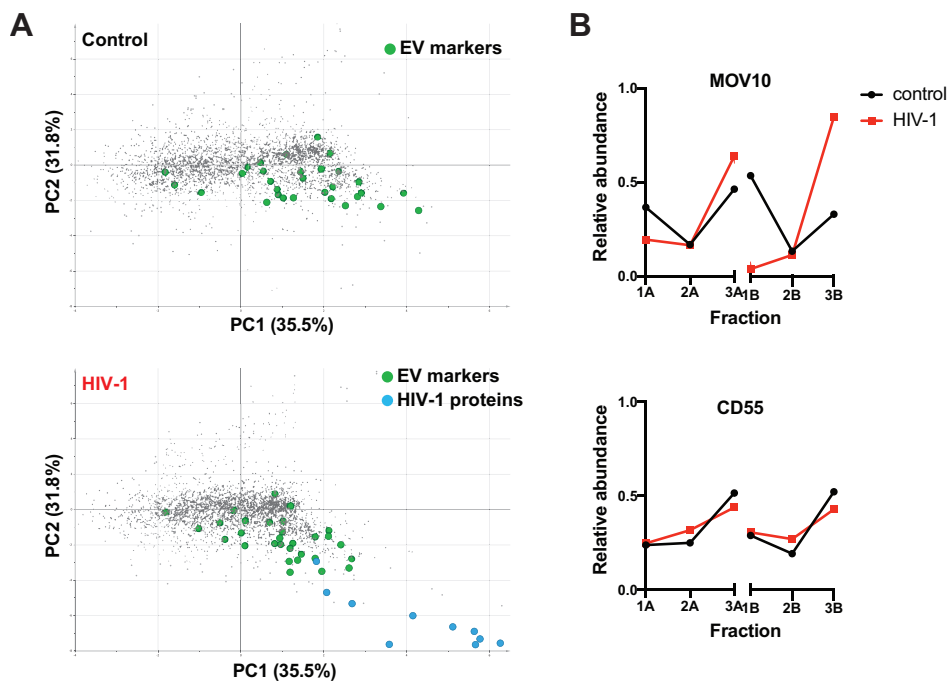 A
Control
EV markers
PC2 (31.8%)
PC1 (35.5%)
HIV-1
EV markers
HIV-1 proteins
PC2 (31.8%)
PC1 (35.5%)
B
MOV10
control
HIV-1
Relative abundance
1.0
0.5
0.0
1A 2A 3A 1B 2B 3B
Fraction
CD55
Relative abundance
1.0
0.5
0.0
1A 2A 3A 1B 2B 3B
Fraction